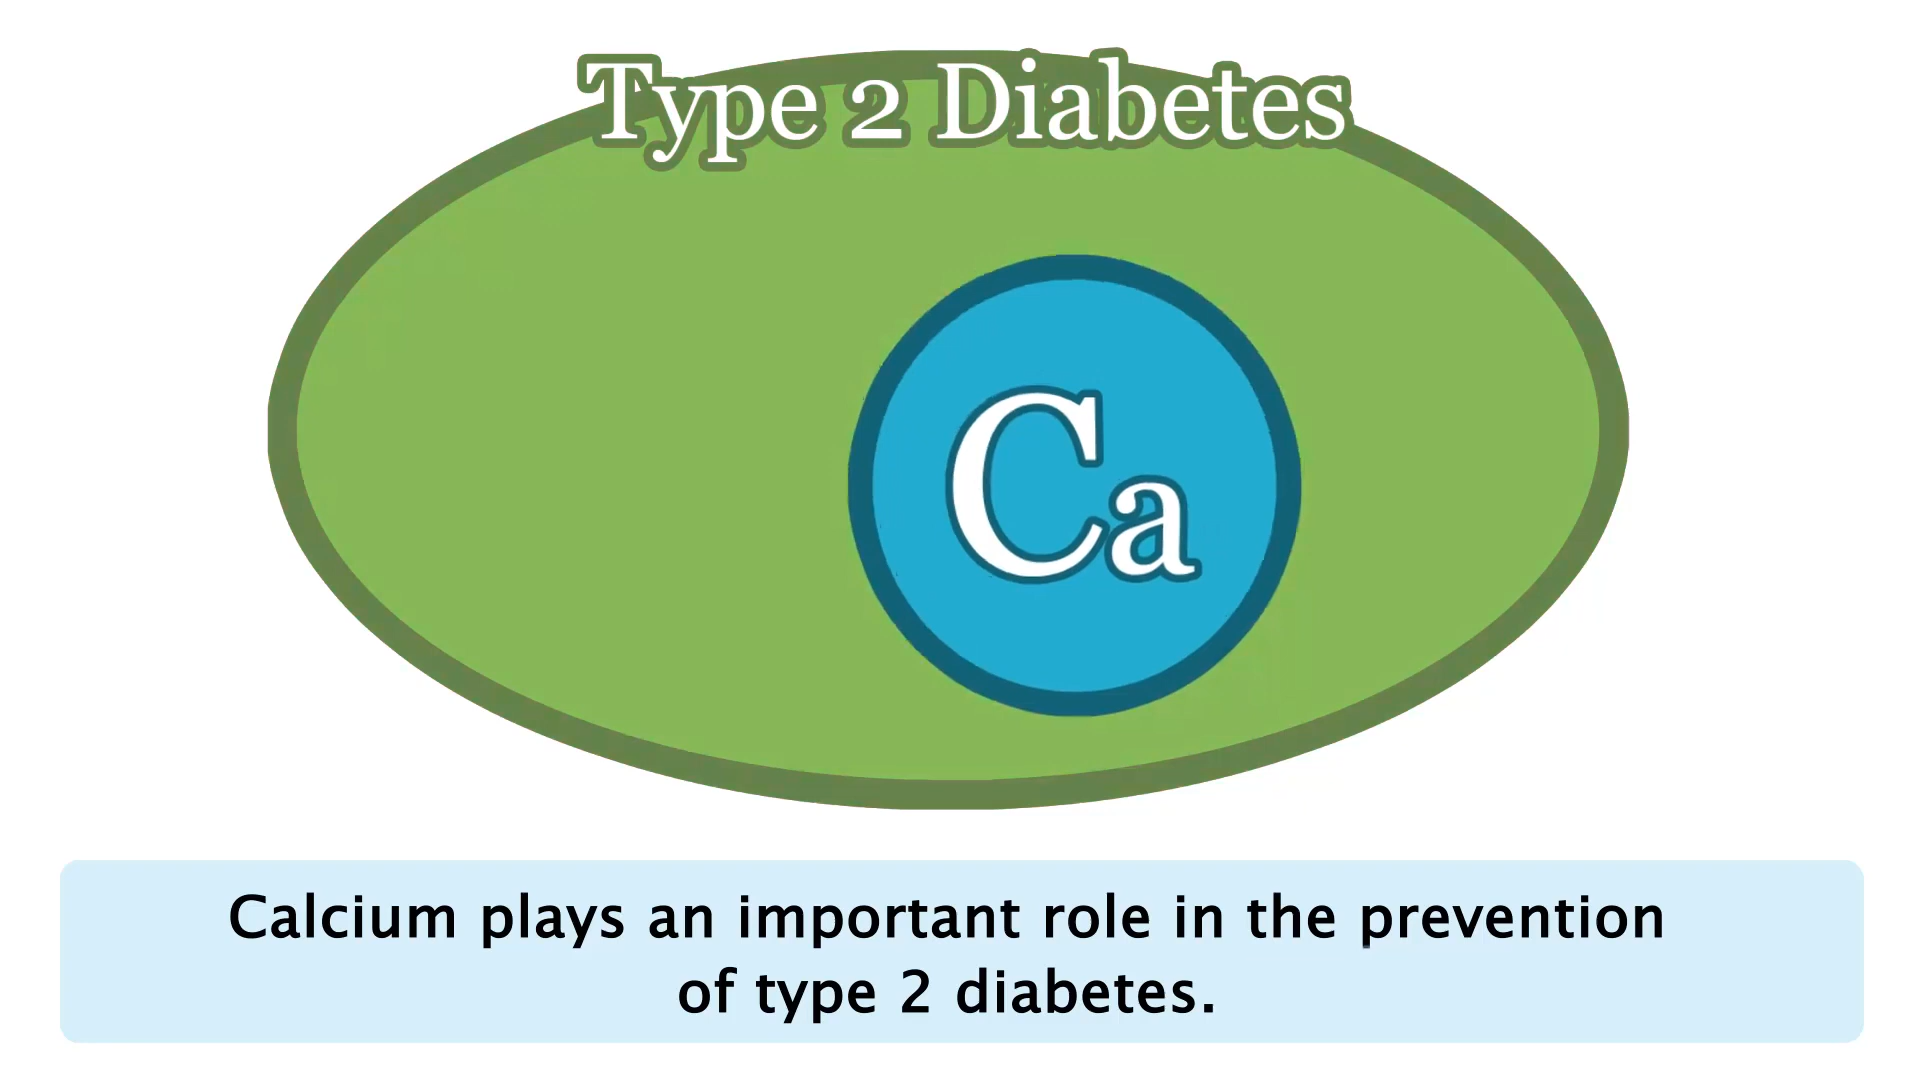 Type 2 Diabetes
Ca
Calcium plays an important role in the prevention
of type 2 diabetes.